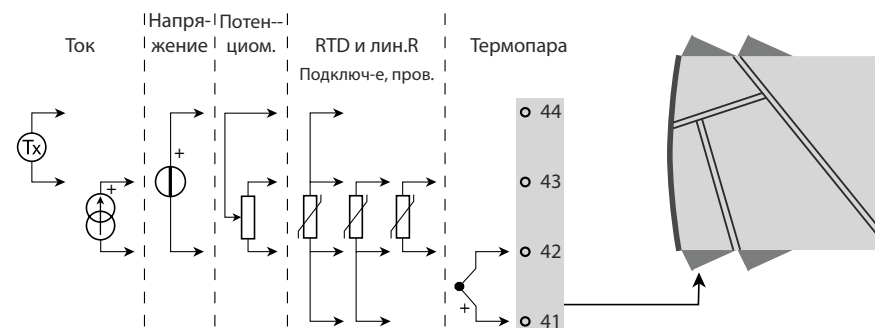 Ток
Напря-
жение
Потен--
циом.
RTD и лин.R
Подключ-е, пров.
Термопара
Tx
+
+
+
44
43
42
41